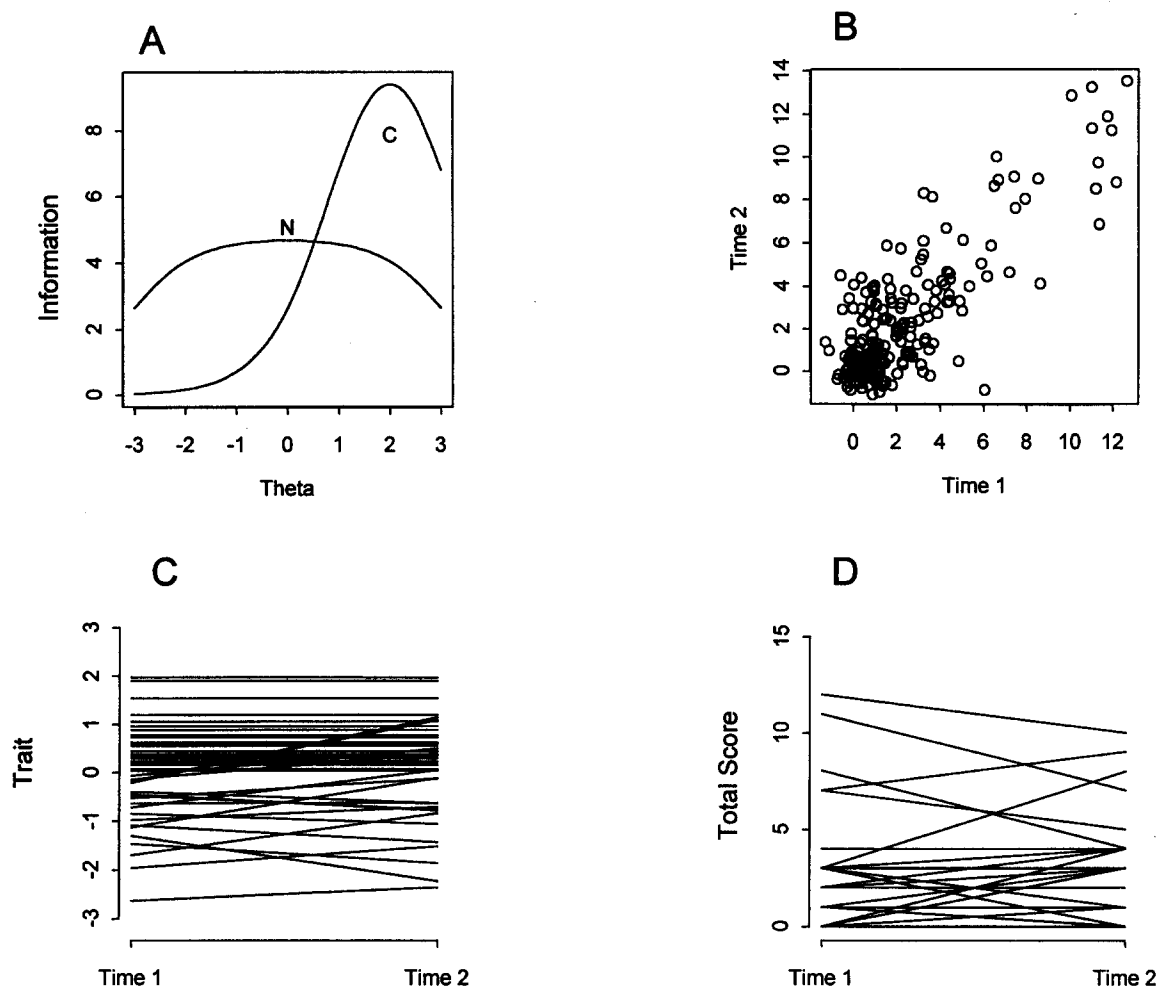 A
Information
8
6
4
2
0
C
N
-3 -2 -1 0 1 2 3
Theta
B
Time 2
14
12
10
8
6
4
2
0
0 2 4 6 8 10 12
Time 1
C
Trait
3
2
1
0
-1
-2
-3
Time 1 Time 2
D
Total Score
15
10
5
0
Time 1 Time 2